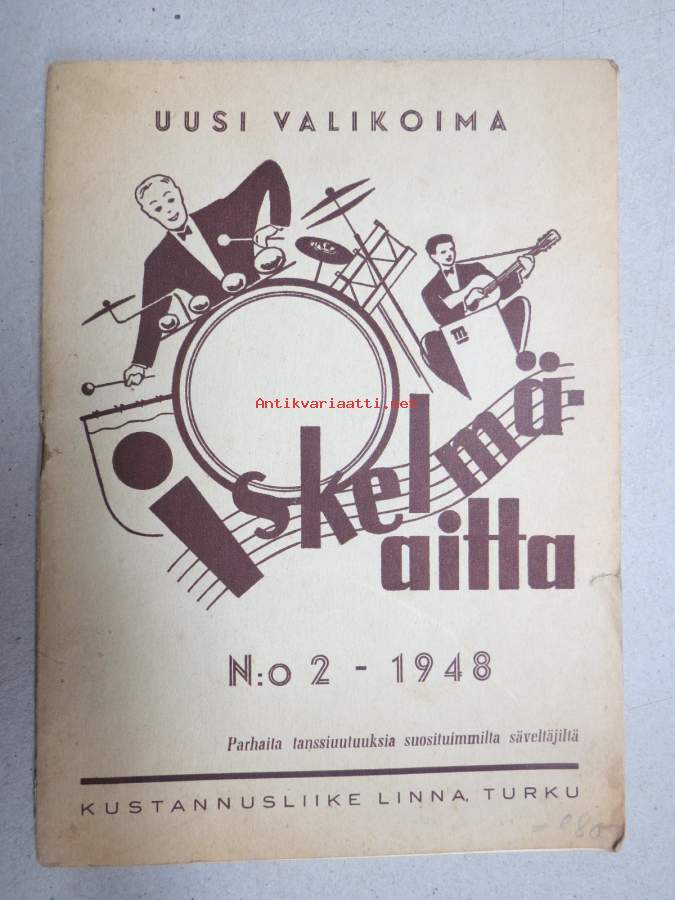 UUSI VALIKOIMA
Antikvariaatti.net
Iskelmä-
aitta
N:o 2 - 1948
Parhaita tanssiuutuuksia suosituimmilta säveltäjiltä
KUSTANNUSLIIKE LINNA, TURKU